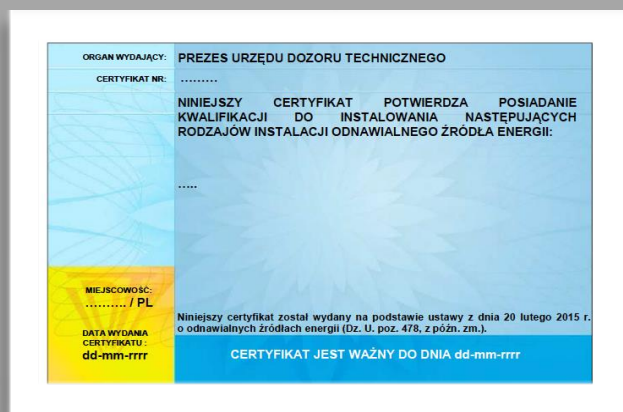 ORGAN WYDAJĄCY: PREZES URZĘDU DOZORU TECHNICZNEGO
CERTYFIKAT NR: .........
NINIEJSZY CERTYFIKAT POTWIERDZA POSIADANIE
KWALIFIKACJI DO INSTALOWANIA NASTĘPUJĄCYCH
RODZAJÓW INSTALACJI ODNAWIALNEGO ŹRÓDŁA ENERGII:
.....
MIEJSCOWOŚĆ:
.......... / PL
DATA WYDANIA
CERTYFIKATU :
dd-mm-rrrr
Niniejszy certyfikat został wydany na podstawie ustawy z dnia 20 lutego 2015 r.
o odnawialnych źródłach energii (Dz. U. poz. 478, z późn. zm.).
CERTYFIKAT JEST WAŻNY DO DNIA dd-mm-rrrr